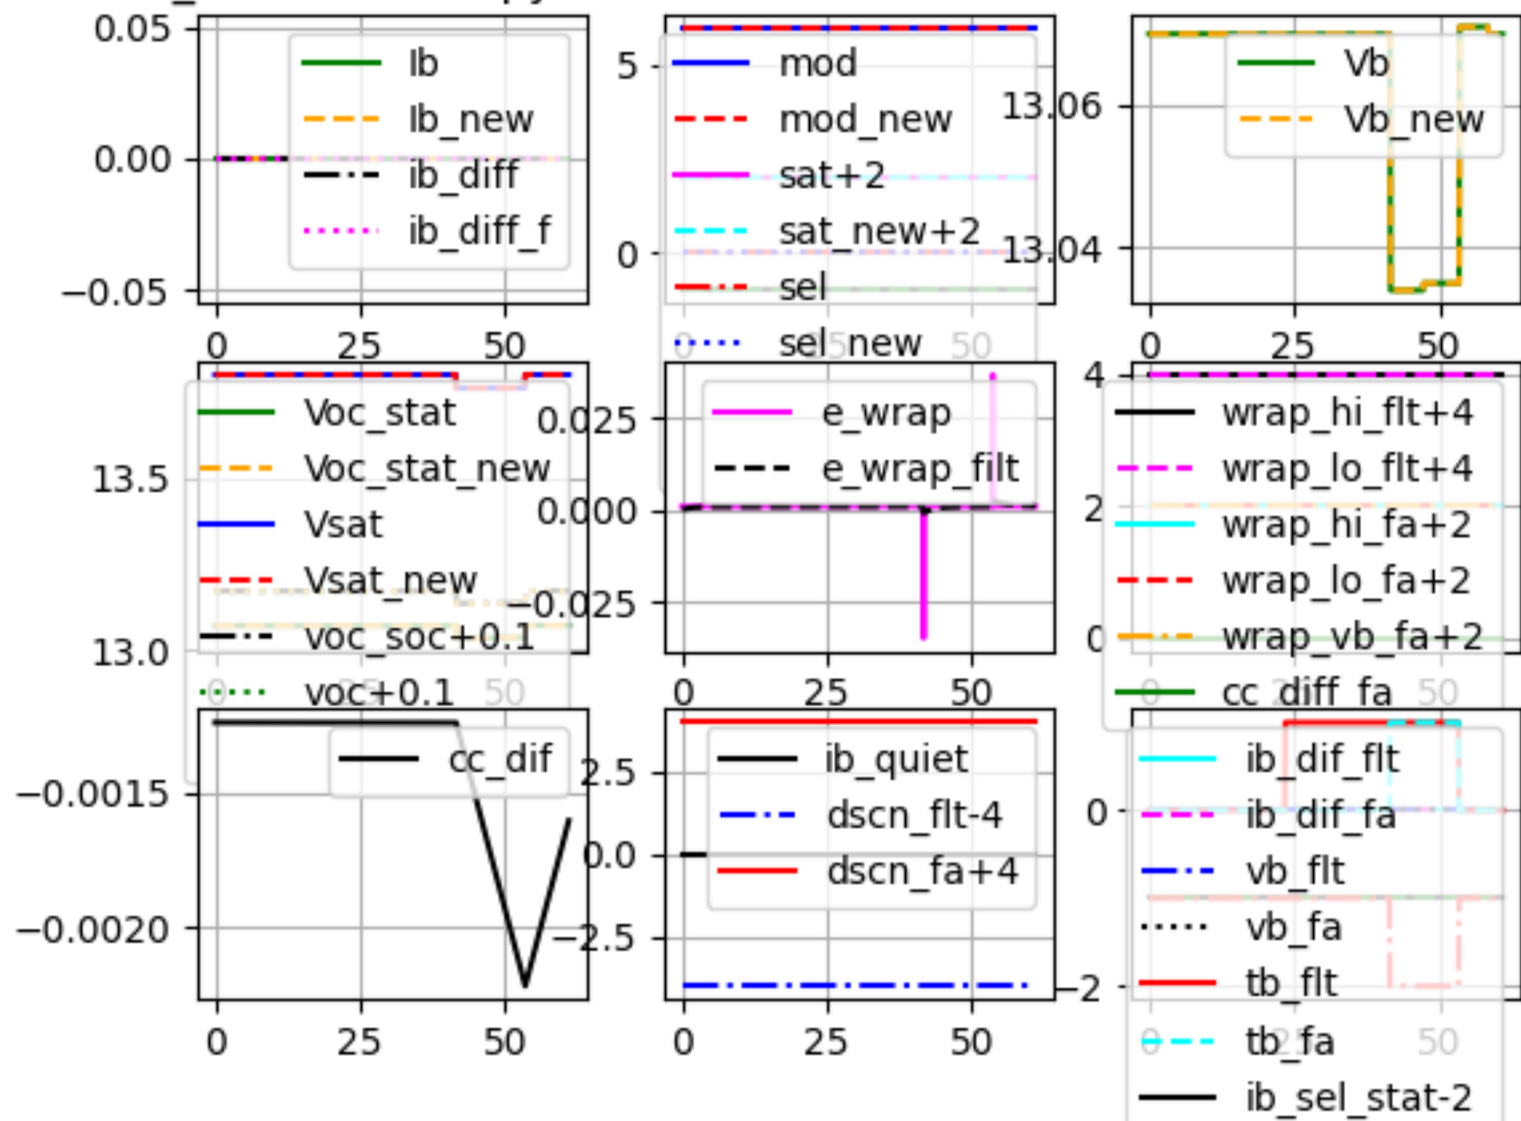 0.05
0.00
−0.05
0
25
50
Ib
Ib_new
ib_diff
ib_diff_f
5
0
0
50
mod
mod_new
sat+2
sat_new+2
sel
sel_new
13.06
13.04
0
25
50
Vb
Vb_new
13.5
13.0
0
50
Voc_stat
Voc_stat_new
Vsat
Vsat_new
voc_soc+0.1
voc+0.1
0.025
0.000
−0.025
0
25
50
e_wrap
e_wrap_filt
4
2
0
0
50
wrap_hi_flt+4
wrap_lo_flt+4
wrap_hi_fa+2
wrap_lo_fa+2
wrap_vb_fa+2
cc_diff_fa
−0.0015
−0.0020
0
25
50
cc_dif
2.5
0.0
−2.5
0
25
50
ib_quiet
dscn_flt-4
dscn_fa+4
0
−2
0
25
50
ib_dif_flt
ib_dif_fa
vb_flt
vb_fa
tb_flt
tb_fa
ib_sel_stat-2